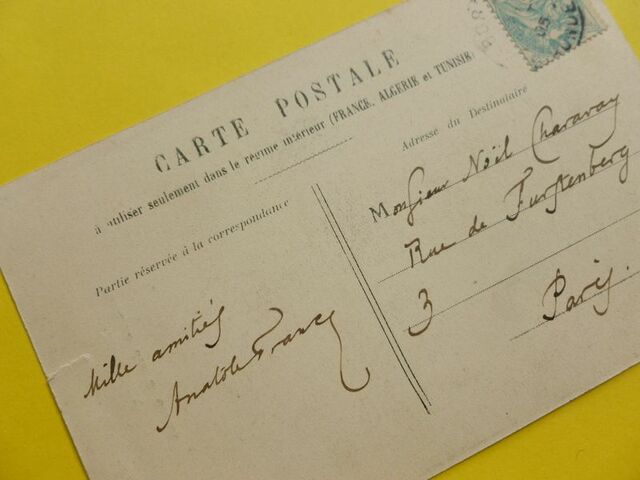 CARTE POSTALE
à utiliser seulement dans le régime intérieur (FRANCE, ALGERIE et TUNISIE)
Partie réservée à la correspondance
Mille amitiés
Anatole France
Adresse du Destinataire
Monsieur Noël Charavay
Rue de Furstenberg
3 Paris.